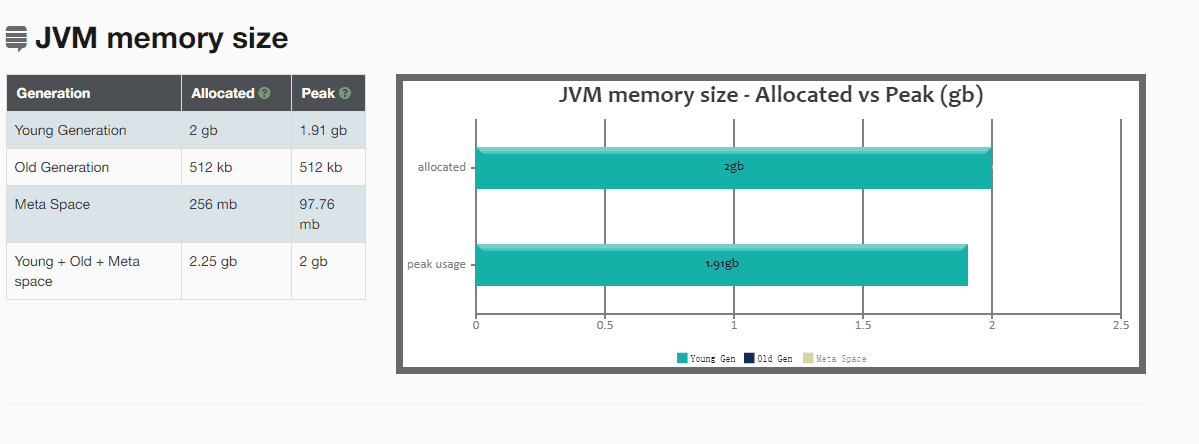 JVM memory size
Generation Allocated ? Peak ?
Young Generation 2 gb 1.91 gb
Old Generation 512 kb 512 kb
Meta Space 256 mb 97.76
mb
Young + Old + Meta 2.25 gb 2 gb
space
JVM memory size - Allocated vs Peak (gb)
allocated 2gb
peak usage 1.91gb
0 0.5 1 1.5 2 2.5
Young Gen Old Gen Meta Space